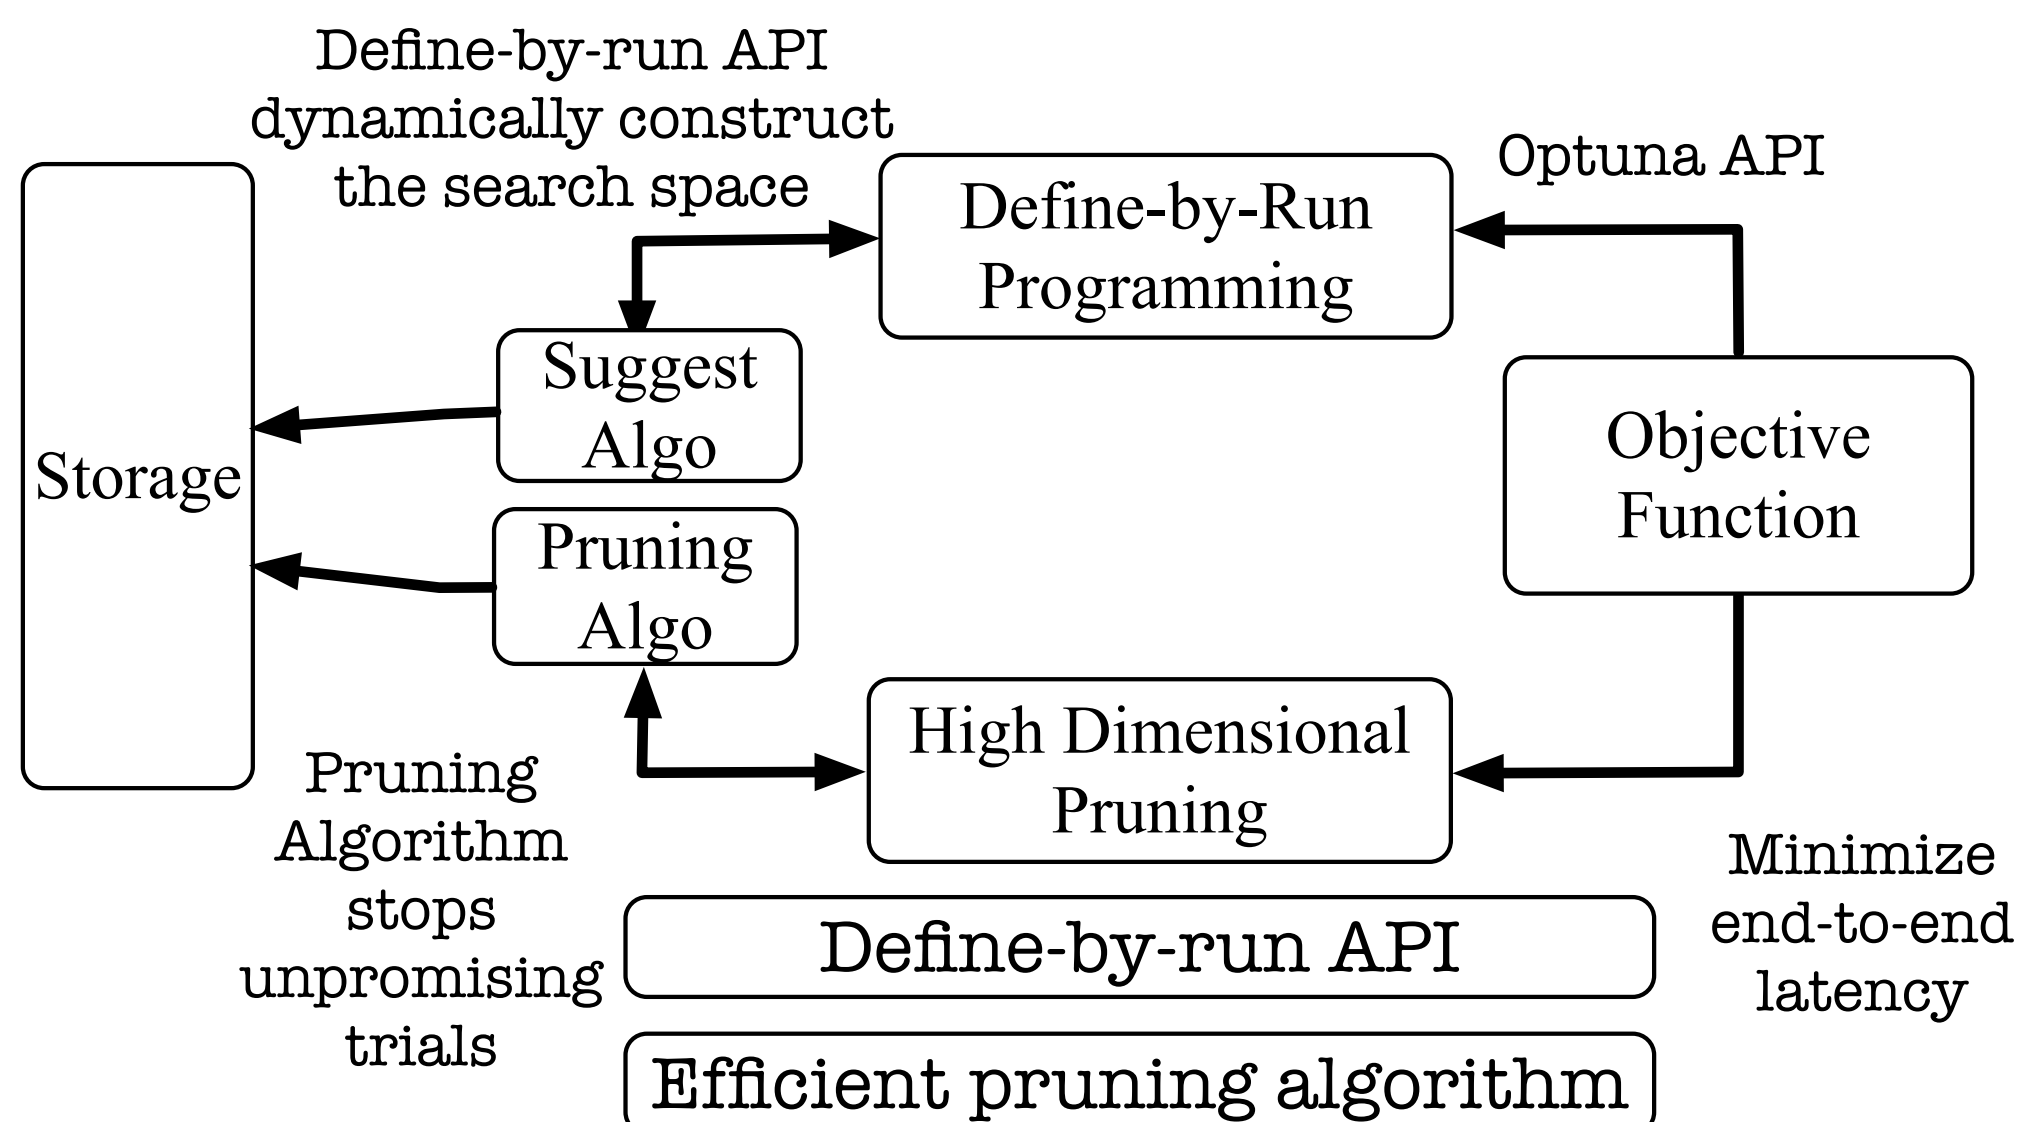 Define-by-run API
dynamically construct
the search space
Optuna API
Define-by-Run
Programming
Suggest
Algo
Storage
Objective
Function
Pruning
Algo
High Dimensional
Pruning
Pruning
Algorithm
stops
unpromising
trials
Minimize
end-to-end
latency
Define-by-run API
Efficient pruning algorithm